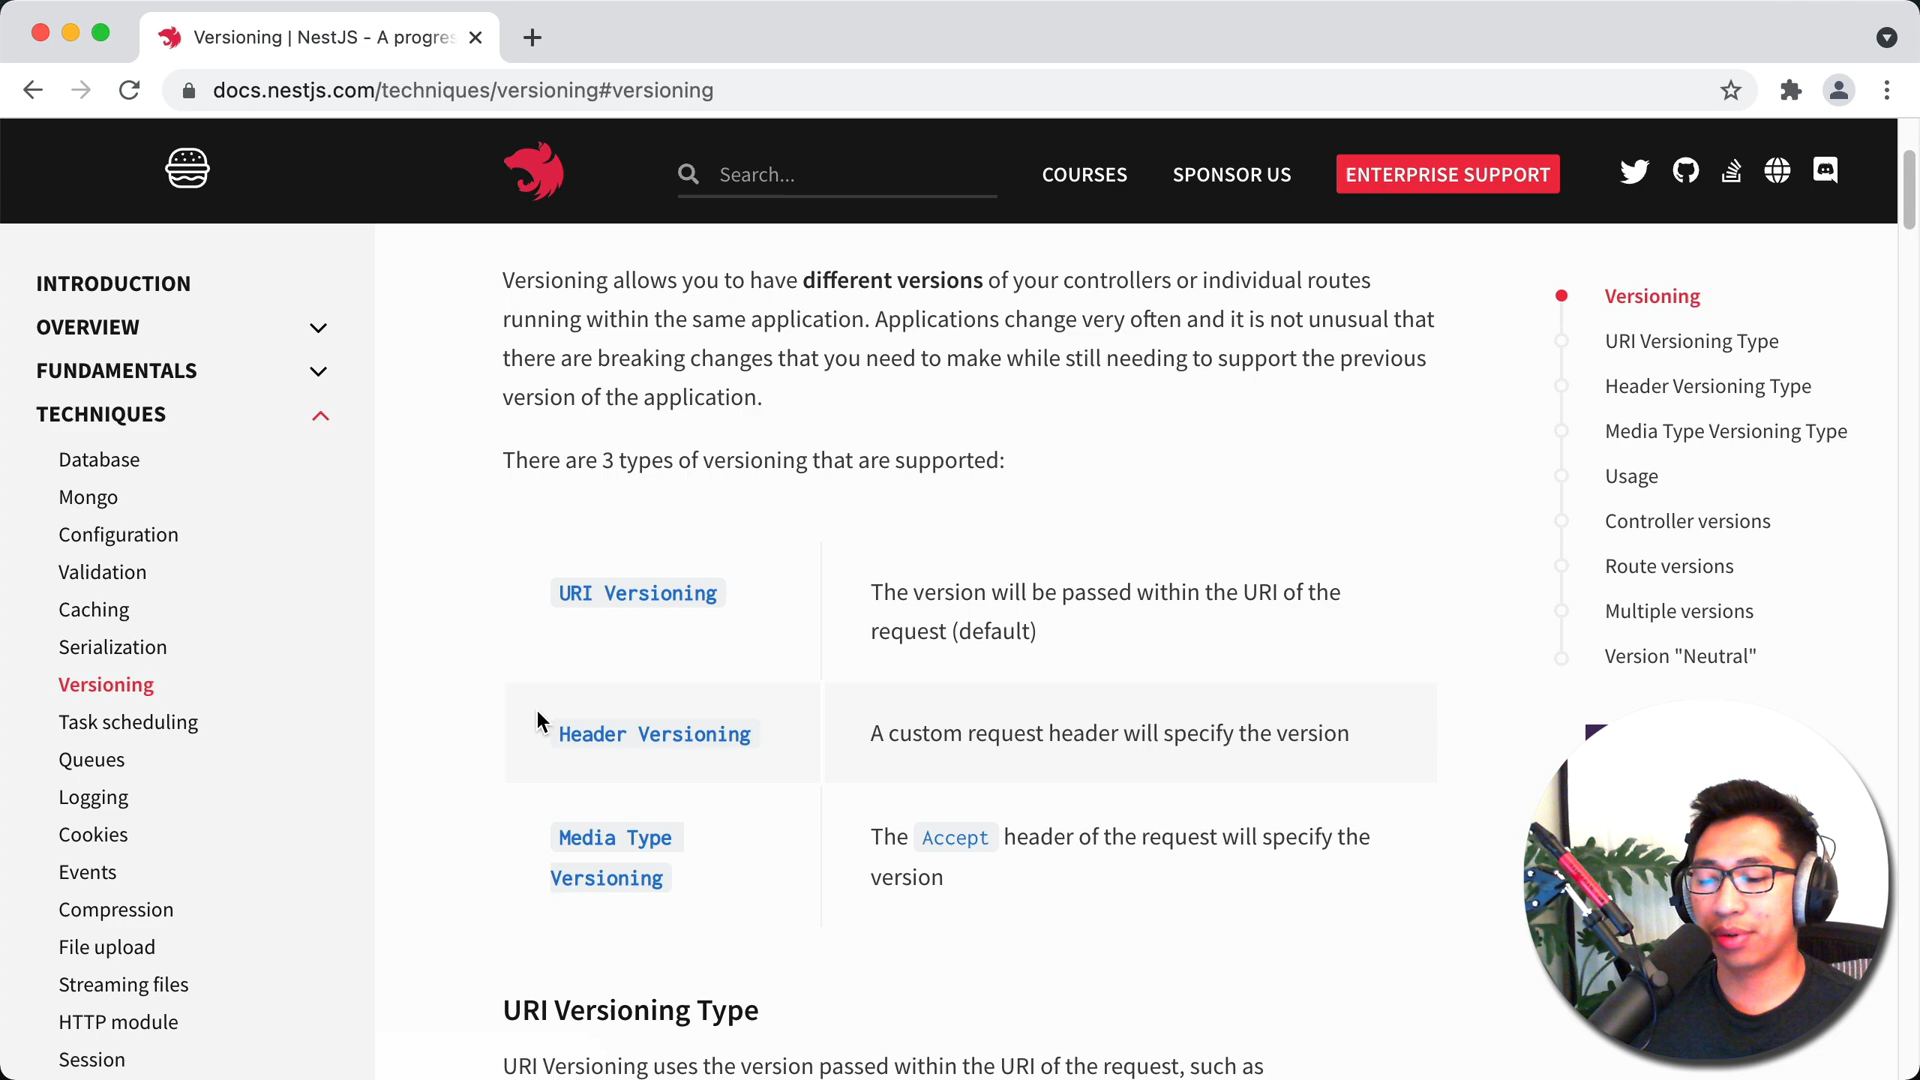 Versioning | NestJS - A progres
docs.nestjs.com/techniques/versioning#versioning
Search...
COURSES
SPONSOR US
ENTERPRISE SUPPORT
INTRODUCTION
OVERVIEW
FUNDAMENTALS
TECHNIQUES
Database
Mongo
Configuration
Validation
Caching
Serialization
Versioning
Task scheduling
Queues
Logging
Cookies
Events
Compression
File upload
Streaming files
HTTP module
Session
Versioning allows you to have different versions of your controllers or individual routes
running within the same application. Applications change very often and it is not unusual that
there are breaking changes that you need to make while still needing to support the previous
version of the application.
There are 3 types of versioning that are supported:
URI Versioning
The version will be passed within the URI of the
request (default)
Header Versioning
A custom request header will specify the version
Media Type
Versioning
The Accept header of the request will specify the
version
URI Versioning Type
URI Versioning uses the version passed within the URI of the request, such as
Versioning
URI Versioning Type
Header Versioning Type
Media Type Versioning Type
Usage
Controller versions
Route versions
Multiple versions
Version "Neutral"